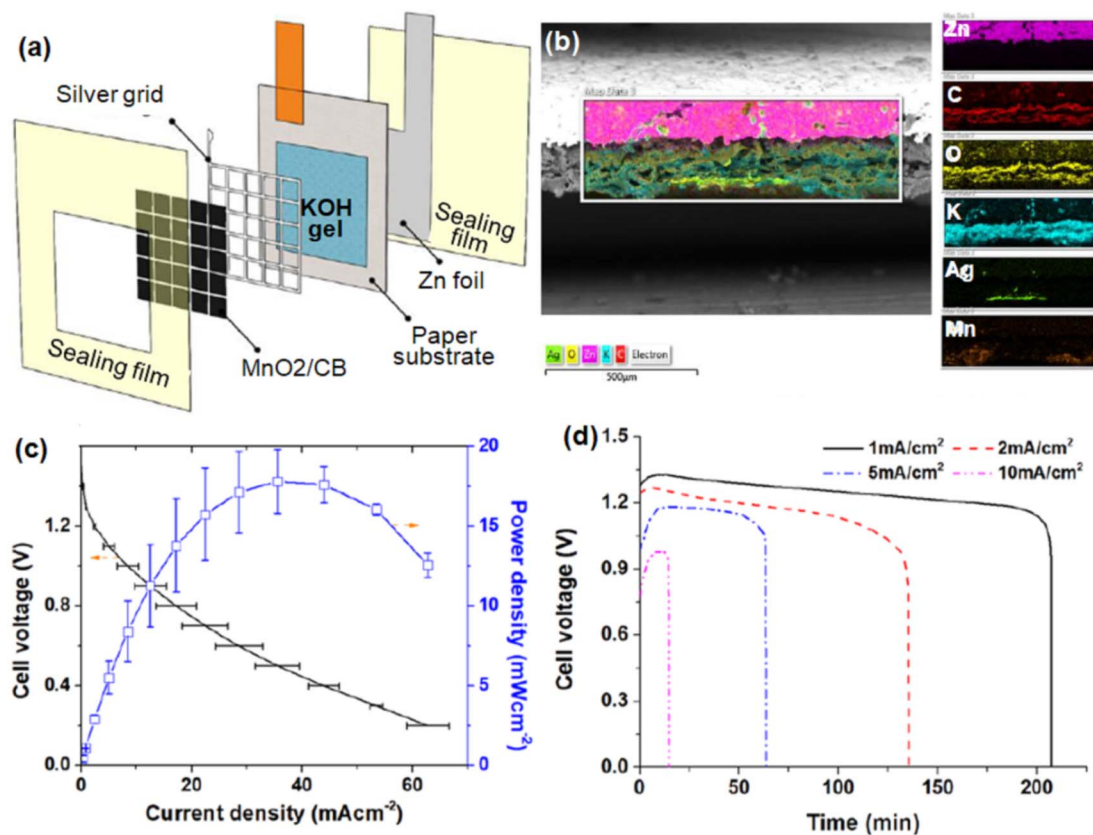 (a)
Silver grid
KOH
gel
Sealing
film
Zn foil
Paper
substrate
MnO2/CB
Sealing film
(b)
Map Data 3
Ag O Zn K C Electron
500μm
Zn
C
O
K
Ag
Mn
(c)
Cell voltage (V)
1.2
0.8
0.4
0.0
0 20 40 60
Current density (mAcm-2)
20
15
10
5
0
Power density (mWcm-2)
(d)
1mA/cm2 2mA/cm2
5mA/cm2 10mA/cm2
Cell voltage (V)
1.5
1.2
0.9
0.6
0.3
0.0
0 50 100 150 200
Time (min)